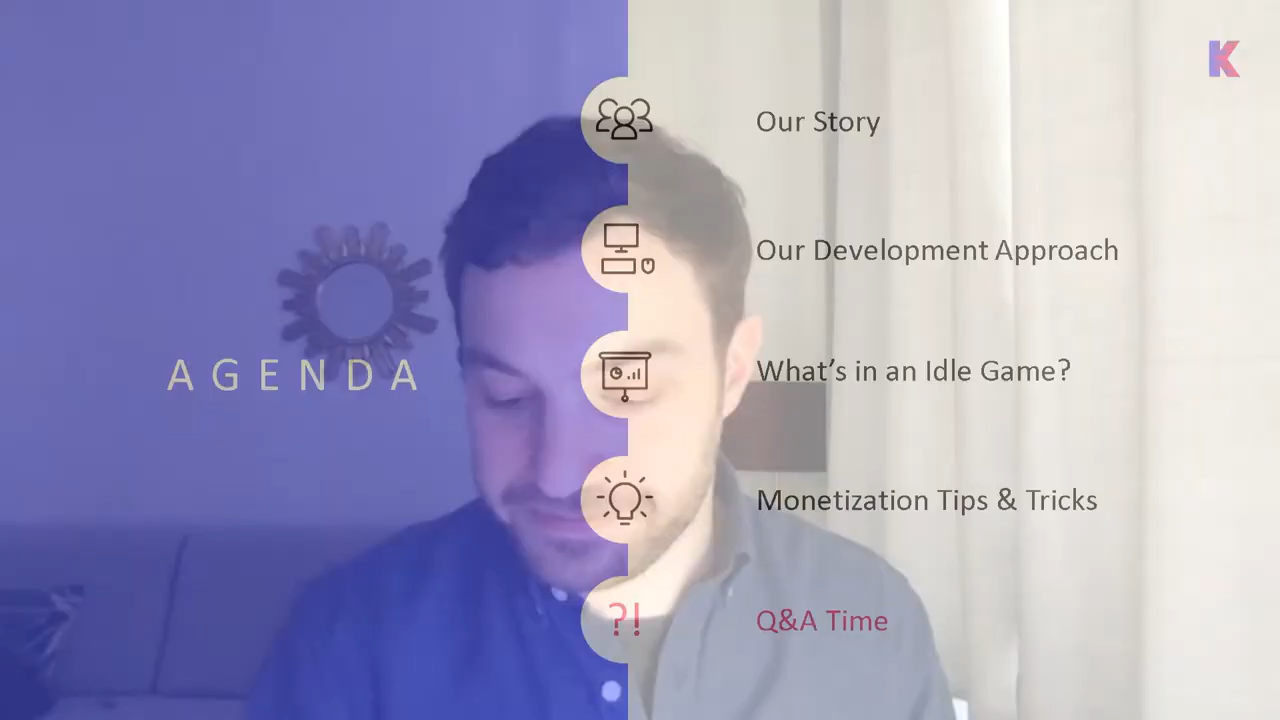 K
Our Story
Our Development Approach
AGENDA
What's in an Idle Game?
Monetization Tips & Tricks
?!
Q&A Time